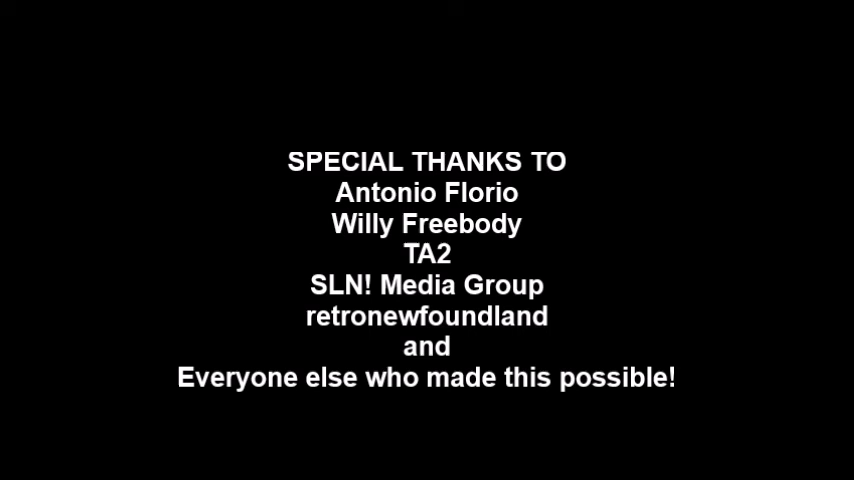 SPECIAL THANKS TO
Antonio Florio
Willy Freebody
TA2
SLN! Media Group
retronewfoundland
and
Everyone else who made this possible!